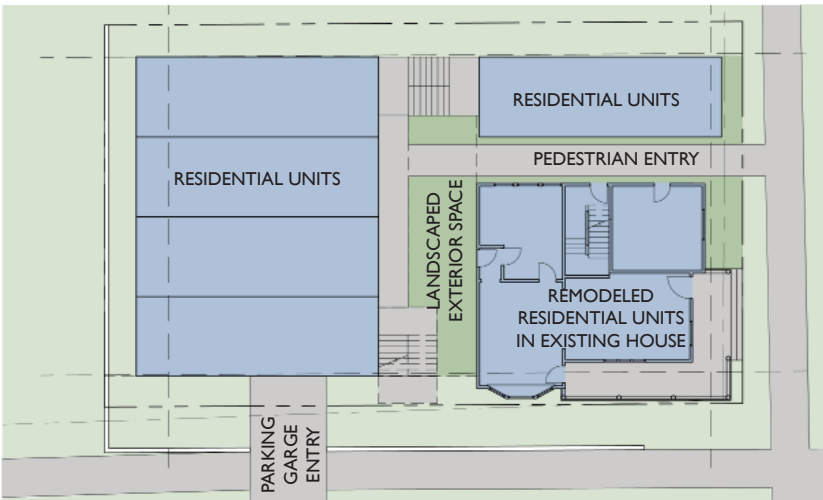 RESIDENTIAL UNITS
PEDESTRIAN ENTRY
RESIDENTIAL UNITS
LANDSCAPED
EXTERIOR SPACE
REMODELED
RESIDENTIAL UNITS
IN EXISTING HOUSE
PARKING
GARGE
ENTRY